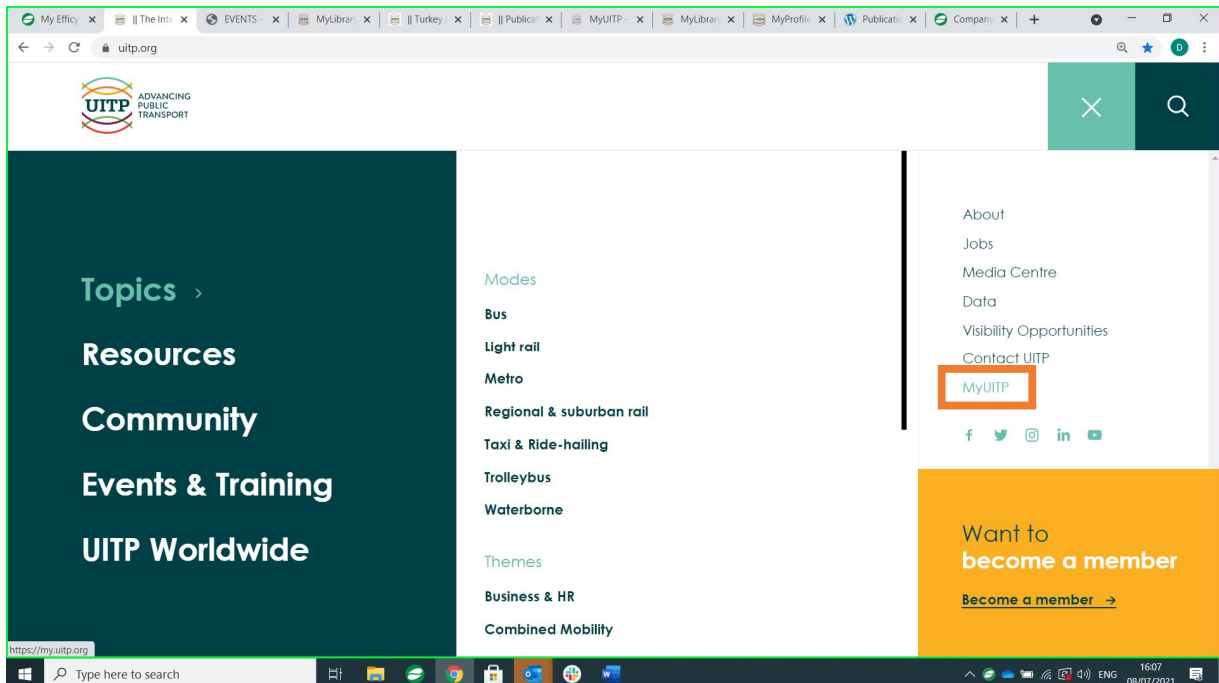 My Efficy
|| The Inte
EVENTS -
MyLibrary
|| Turkey
|| Publicat
MyUITP –
MyLibrary
MyProfile
Publicatio
Company
uitp.org
D
UITP
ADVANCING
PUBLIC
TRANSPORT
Topics
Resources
Community
Events & Training
UITP Worldwide
Modes
Bus
Light rail
Metro
Regional & suburban rail
Taxi & Ride-hailing
Trolleybus
Waterborne
Themes
Business & HR
Combined Mobility
About
Jobs
Media Centre
Data
Visibility Opportunities
Contact UITP
MyUITP
Want to
become a member
Become a member →
https://my.uitp.org
Type here to search
ENG
16:07
08/07/2021